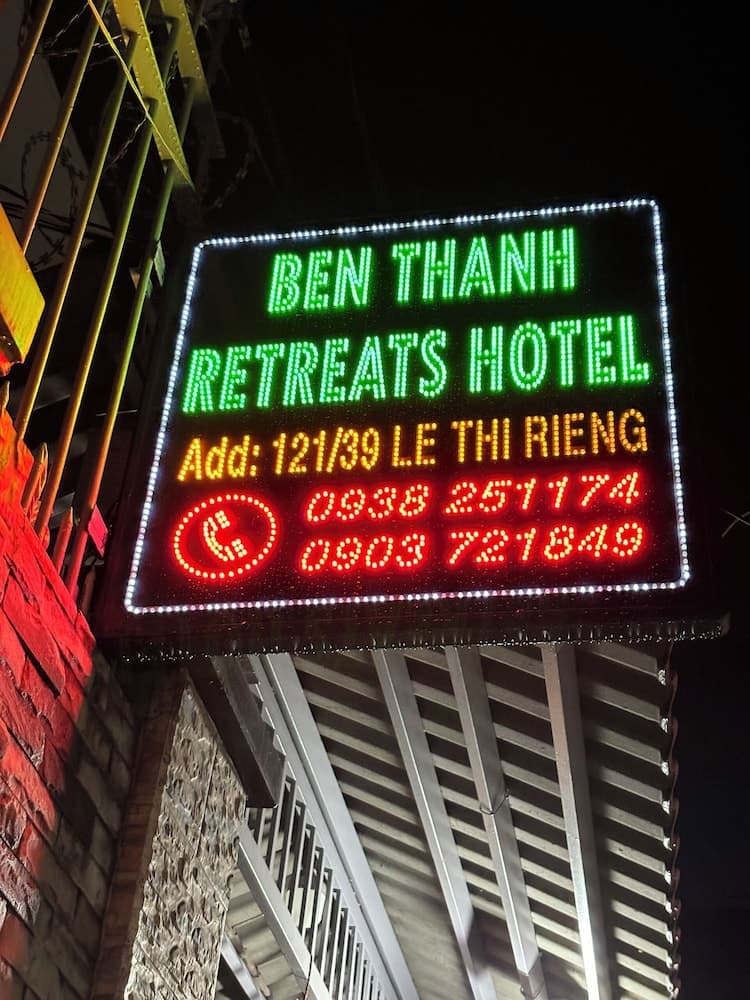 BEN THANH
RETREATS HOTEL
Add: 121/39 LE THI RIENG
0938 251174
0903 721849